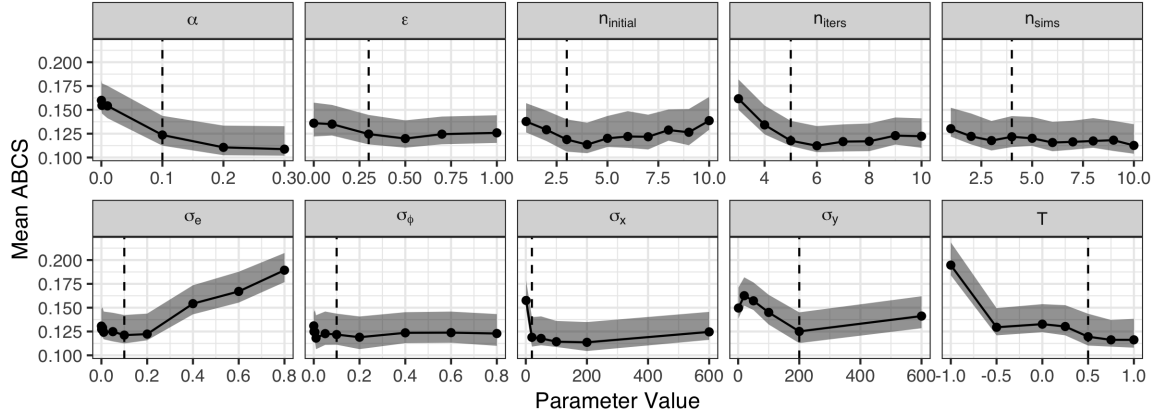 α ε n_initial n_iters n_sims
0.200
0.175
0.150
0.125
0.100
0.0 0.1 0.2 0.30 0.00 0.25 0.50 0.75 1.00 2.5 5.0 7.5 10.0 4 6 8 10 2.5 5.0 7.5 10.0
Mean ABCS
σ_e σ_ϕ σ_x σ_y T
0.200
0.175
0.150
0.125
0.100
0.0 0.2 0.4 0.6 0.8 0.0 0.2 0.4 0.6 0.8 0 200 400 600 0 200 400 600 -1.0 -0.5 0.0 0.5 1.0
Parameter Value